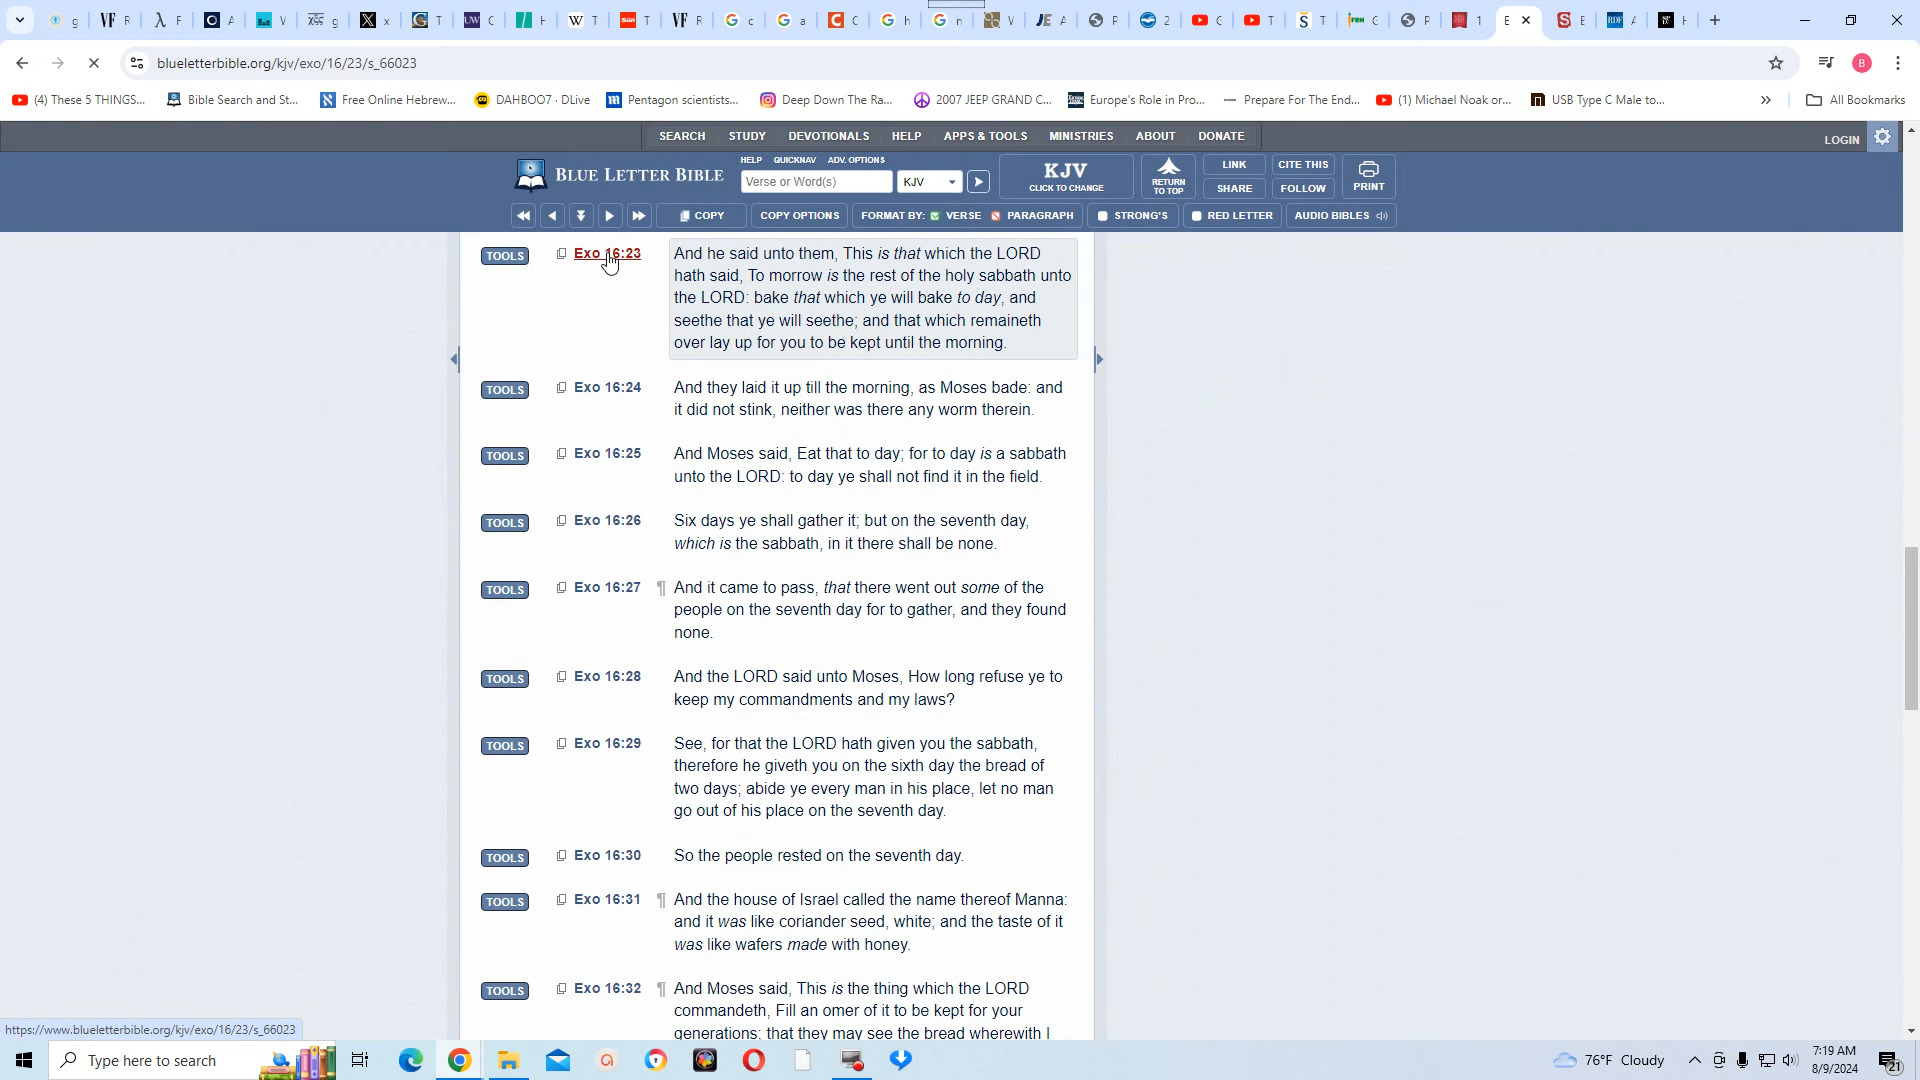 g
V
VF R
λ F
A
V
g
X x
T
UW C
H
W T
Sun T
VF R
G c
G a
C C
G h
G n
V
Æ A
P
2
C
T
S T
FRN G
P
1
E
S E
RDF A
H
blueletterbible.org/kjv/exo/16/23/s_66023
B
(4) These 5 THINGS...
Bible Search and St...
Free Online Hebrew...
DAHBOO7 · DLive
Pentagon scientists...
Deep Down The Ra...
2007 JEEP GRAND C...
Europe's Role in Pro...
Prepare For The End...
(1) Michael Noak or...
USB Type C Male to...
»
All Bookmarks
SEARCH STUDY DEVOTIONALS HELP APPS & TOOLS MINISTRIES ABOUT DONATE
LOGIN
BLUE LETTER BIBLE
HELP QUICKNAV ADV. OPTIONS
Verse or Word(s)
KJV
KJV
CLICK TO CHANGE
RETURN
TO TOP
LINK
CITE THIS
SHARE
FOLLOW
PRINT
COPY
COPY OPTIONS
FORMAT BY: VERSE PARAGRAPH
STRONG'S
RED LETTER
AUDIO BIBLES
TOOLS Exo 16:23 And he said unto them, This is that which the LORD
hath said, To morrow is the rest of the holy sabbath unto
the LORD: bake that which ye will bake to day, and
seethe that ye will seethe; and that which remaineth
over lay up for you to be kept until the morning.
TOOLS Exo 16:24 And they laid it up till the morning, as Moses bade: and
it did not stink, neither was there any worm therein.
TOOLS Exo 16:25 And Moses said, Eat that to day; for to day is a sabbath
unto the LORD: to day ye shall not find it in the field.
TOOLS Exo 16:26 Six days ye shall gather it; but on the seventh day,
which is the sabbath, in it there shall be none.
TOOLS Exo 16:27 ¶ And it came to pass, that there went out some of the
people on the seventh day for to gather, and they found
none.
TOOLS Exo 16:28 And the LORD said unto Moses, How long refuse ye to
keep my commandments and my laws?
TOOLS Exo 16:29 See, for that the LORD hath given you the sabbath,
therefore he giveth you on the sixth day the bread of
two days; abide ye every man in his place, let no man
go out of his place on the seventh day.
TOOLS Exo 16:30 So the people rested on the seventh day.
TOOLS Exo 16:31 ¶ And the house of Israel called the name thereof Manna:
and it was like coriander seed, white; and the taste of it
was like wafers made with honey.
TOOLS Exo 16:32 ¶ And Moses said, This is the thing which the LORD
commandeth, Fill an omer of it to be kept for your
generations; that they may see the bread wherewith I
https://www.blueletterbible.org/kjv/exo/16/23/s_66023
Type here to search
76°F Cloudy
7:19 AM
8/9/2024
21